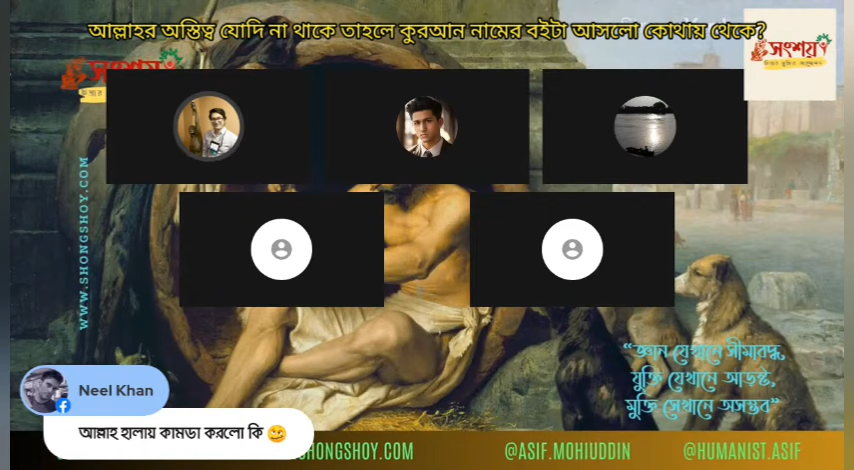 আল্লাহর অস্তিত্ব যোদি না থাকে তাহলে কুরআন নামের বইটা আসলো কোথায় থেকে?
সংশয়
WWW.SHONGSHOY.COM
"জ্ঞান যেখানে সীমাবদ্ধ,
যুক্তি যেখানে আড়ষ্ট,
মুক্তি সেখানে অসম্ভব"
Neel Khan
আল্লাহ হালায় কামডা করলো কি 🥴
SHONGSHOY.COM @ASIF.MOHIUDDIN @HUMANIST.ASIF